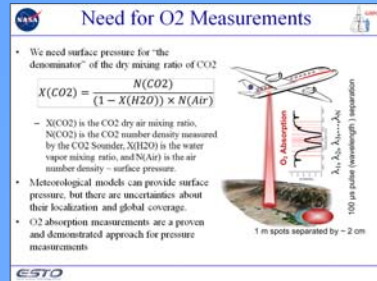 NASA
Need for O2 Measurements
• We need surface pressure for "the
denominator" of the dry mixing ratio of CO2
X(CO2) = N(CO2) / ((1 − X(H2O)) × N(Air))
– X(CO2) is the CO2 dry air mixing ratio,
N(CO2) is the CO2 number density measured
by the CO2 Sounder, X(H2O) is the water
vapor mixing ratio, and N(Air) is the air
number density ~ surface pressure.
• Meteorological models can provide surface
pressure, but there are uncertainties about
their localization and global coverage.
• O2 absorption measurements are a proven
and demonstrated approach for pressure
measurements
O₂ Absorption
λ₁, λ₂, λ₃,...,λₙ
100 μs pulse (wavelength) separation
1 m spots separated by ~ 2 cm
ESTO